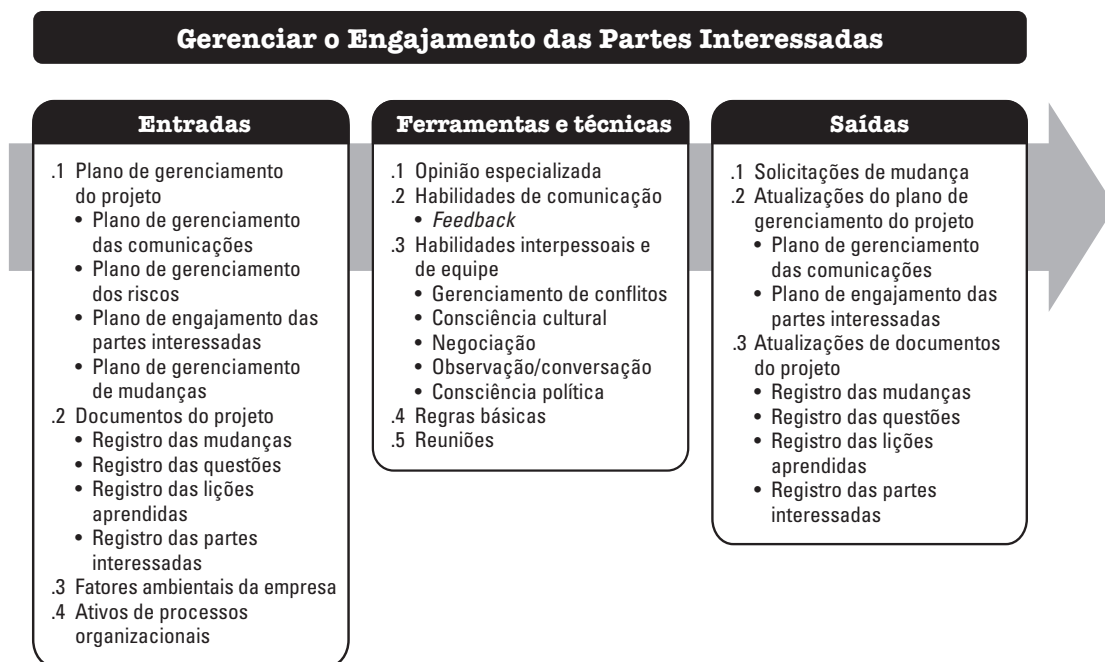 Gerenciar o Engajamento das Partes Interessadas
Entradas
.1 Plano de gerenciamento
do projeto
• Plano de gerenciamento
das comunicações
• Plano de gerenciamento
dos riscos
• Plano de engajamento das
partes interessadas
• Plano de gerenciamento
de mudanças
.2 Documentos do projeto
• Registro das mudanças
• Registro das questões
• Registro das lições
aprendidas
• Registro das partes
interessadas
.3 Fatores ambientais da empresa
.4 Ativos de processos
organizacionais
Ferramentas e técnicas
.1 Opinião especializada
.2 Habilidades de comunicação
• Feedback
.3 Habilidades interpessoais e
de equipe
• Gerenciamento de conflitos
• Consciência cultural
• Negociação
• Observação/conversação
• Consciência política
.4 Regras básicas
.5 Reuniões
Saídas
.1 Solicitações de mudança
.2 Atualizações do plano de
gerenciamento do projeto
• Plano de gerenciamento
das comunicações
• Plano de engajamento das
partes interessadas
.3 Atualizações de documentos
do projeto
• Registro das mudanças
• Registro das questões
• Registro das lições
aprendidas
• Registro das partes
interessadas